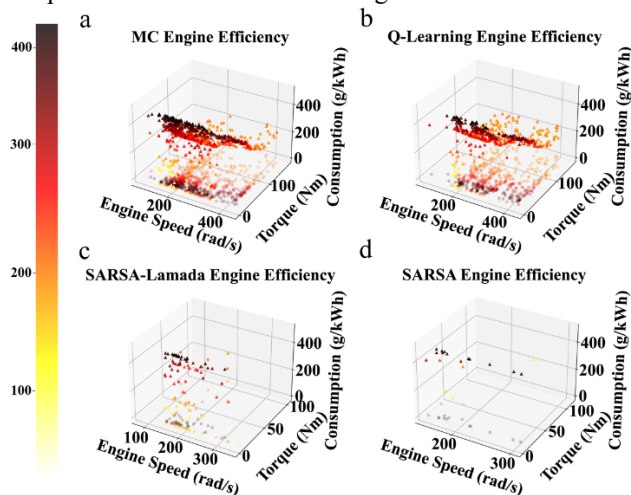 a
MC Engine Efficiency
b
Q-Learning Engine Efficiency
400
300
200
100
400
200
0
Consumption (g/kWh)
100
0
Torque (Nm)
200
400
Engine Speed (rad/s)
400
200
0
Consumption (g/kWh)
100
0
Torque (Nm)
200
400
Engine Speed (rad/s)
c
SARSA-Lamada Engine Efficiency
d
SARSA Engine Efficiency
400
200
0
Consumption (g/kWh)
100
50
0
Torque (Nm)
100
200
300
Engine Speed (rad/s)
400
200
0
Consumption (g/kWh)
100
50
0
Torque (Nm)
200
300
Engine Speed (rad/s)